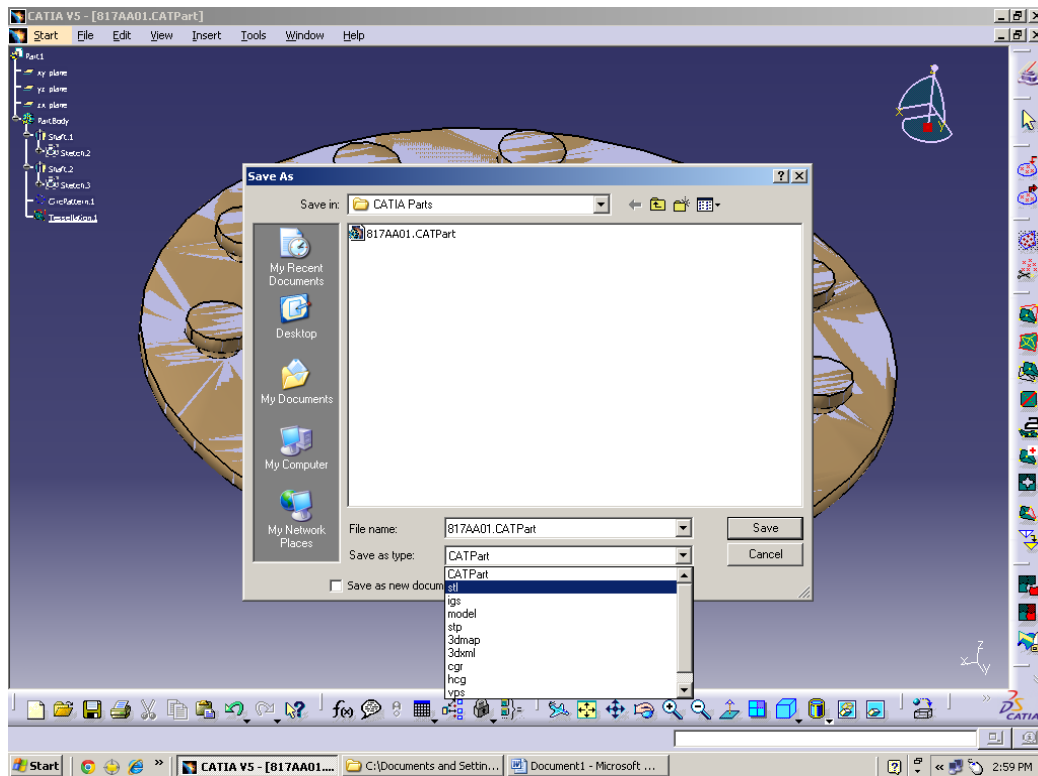 CATIA V5 - [817AA01.CATPart]
Start File Edit View Insert Tools Window Help
Part1
xy plane
yz plane
zx plane
PartBody
Shaft.1
Sketch.2
Shaft.2
Sketch.3
CircPattern.1
Tessellation.1
Save As
Save in: CATIA Parts
817AA01.CATPart
My Recent
Documents
Desktop
My Documents
My Computer
My Network
Places
File name: 817AA01.CATPart Save
Save as type: CATPart Cancel
Save as new docum
CATPart
stl
igs
model
stp
3dmap
3dxml
cgr
hcg
vps
x
y
z
x
y
f(x)
CATIA
Start CATIA V5 - [817AA01.... C:\Documents and Settin... Document1 - Microsoft ... 2:59 PM